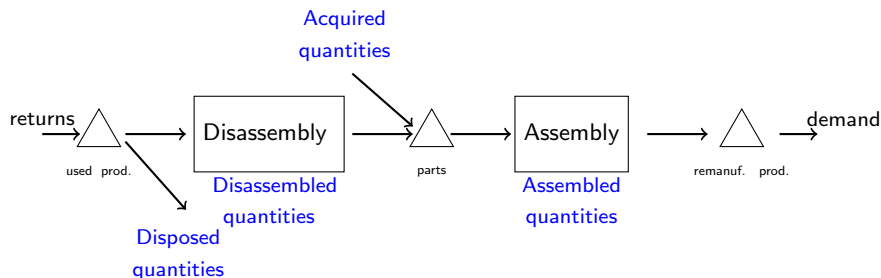 Acquired
quantities
returns
Disassembly
Assembly
demand
used prod.
parts
remanuf. prod.
Disassembled
quantities
Assembled
quantities
Disposed
quantities